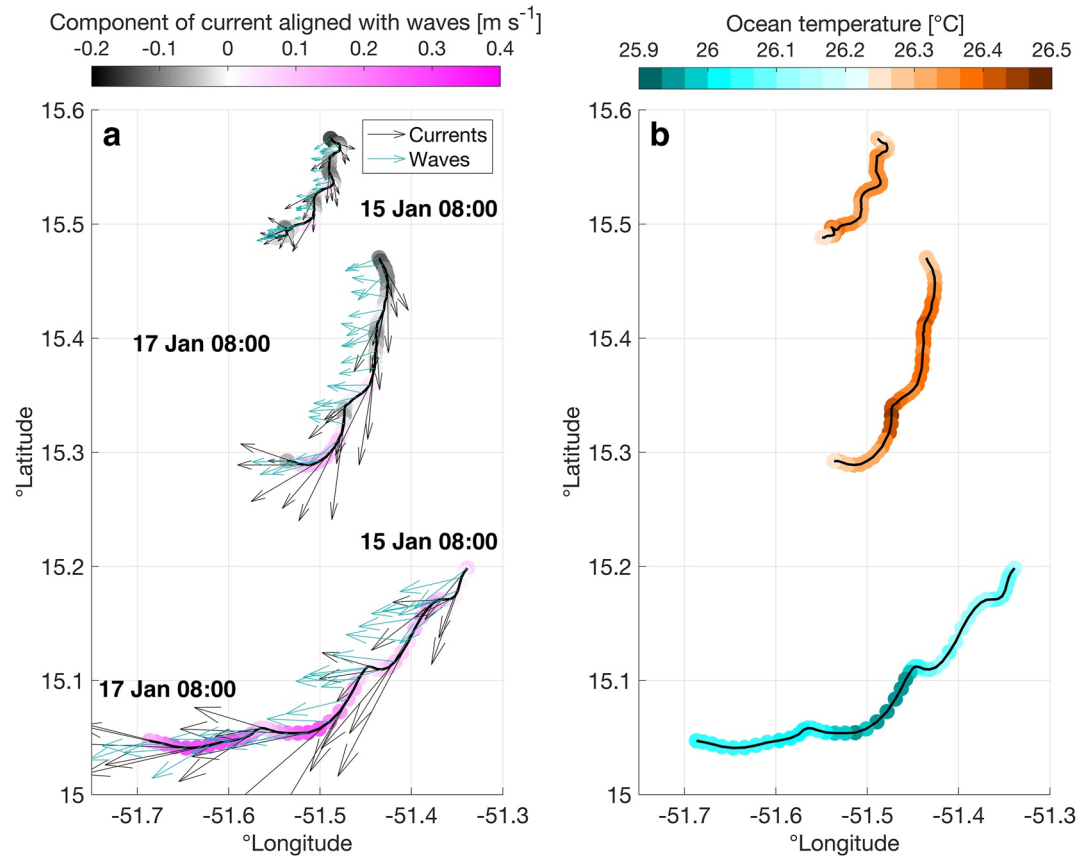 Component of current aligned with waves [m s⁻¹]
-0.2 -0.1 0 0.1 0.2 0.3 0.4
15.6
a
Currents
Waves
15 Jan 08:00
15.5
17 Jan 08:00
15.4
15.3
15 Jan 08:00
15.2
17 Jan 08:00
15.1
15
°Latitude
-51.7 -51.6 -51.5 -51.4 -51.3
°Longitude
Ocean temperature [°C]
25.9 26 26.1 26.2 26.3 26.4 26.5
15.6
b
15.5
15.4
15.3
15.2
15.1
15
°Latitude
-51.7 -51.6 -51.5 -51.4 -51.3
°Longitude